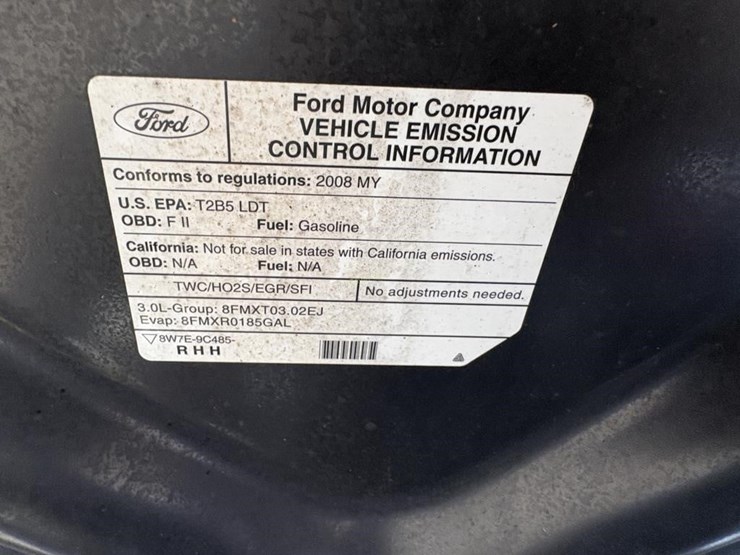 Ford
Ford Motor Company
VEHICLE EMISSION
CONTROL INFORMATION
Conforms to regulations: 2008 MY
U.S. EPA: T2B5 LDT
OBD: F II Fuel: Gasoline
California: Not for sale in states with California emissions.
OBD: N/A Fuel: N/A
TWC/HO2S/EGR/SFI No adjustments needed.
3.0L-Group: 8FMXT03.02EJ
Evap: 8FMXR0185GAL
8W7E-9C485-
RHH